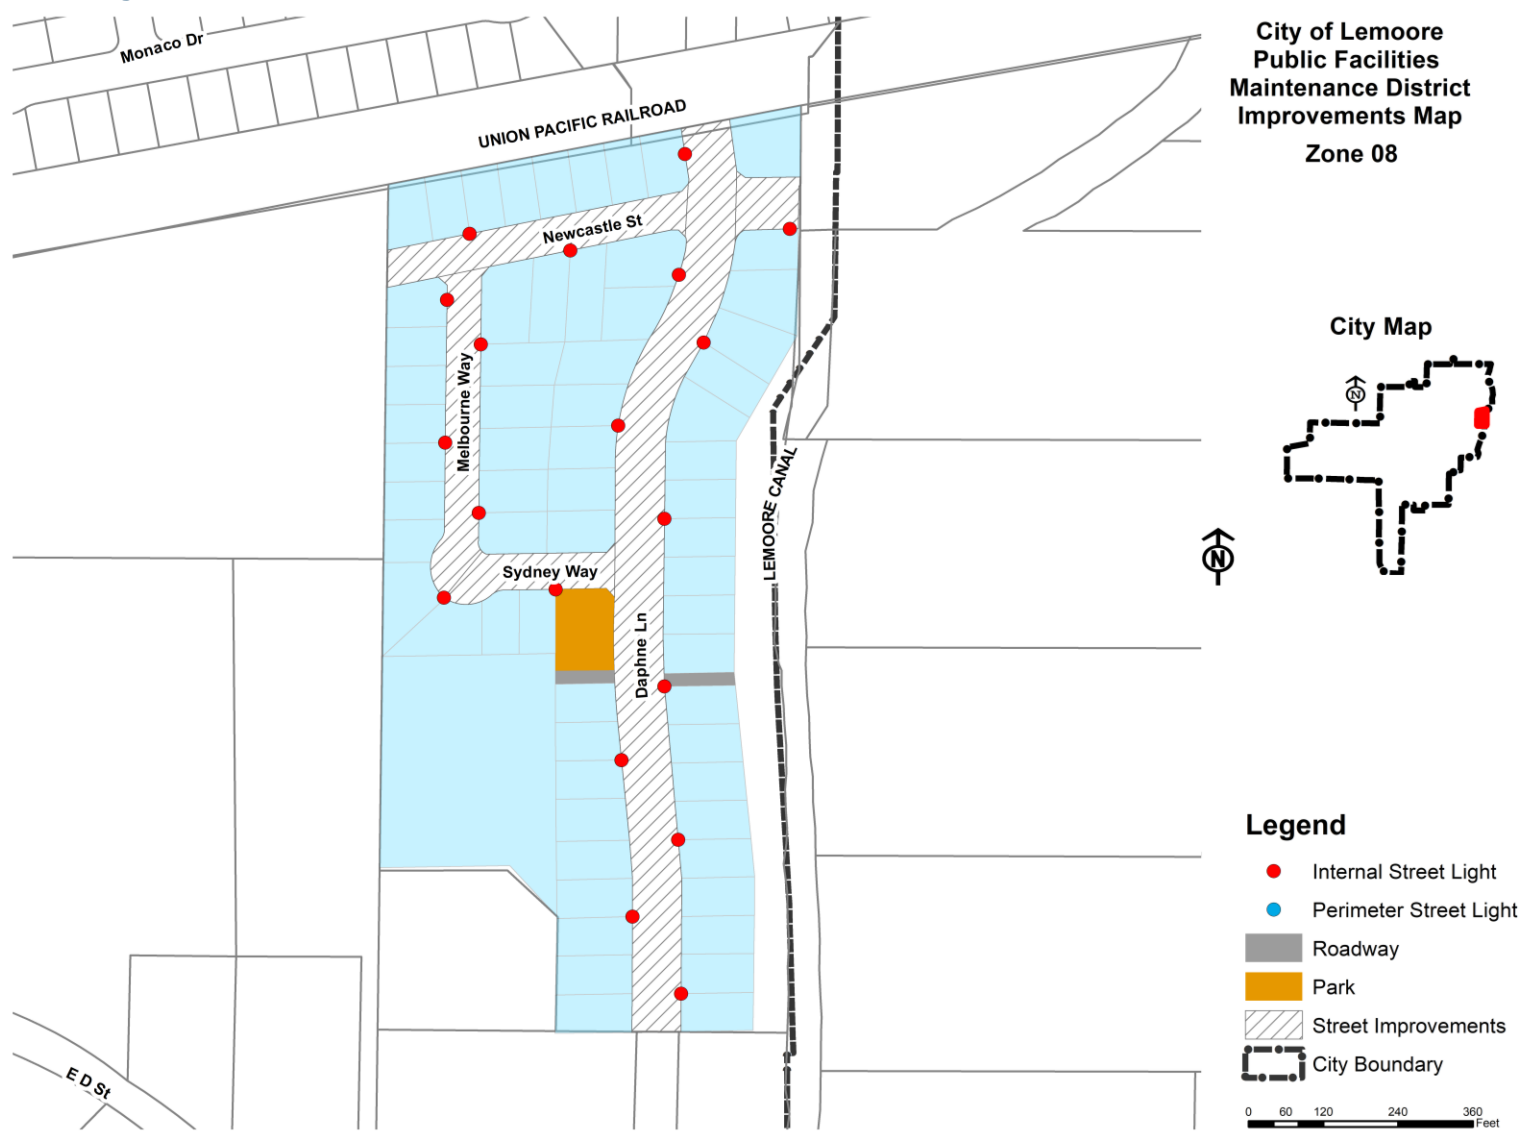 City of Lemoore
Public Facilities
Maintenance District
Improvements Map
Zone 08
Monaco Dr
UNION PACIFIC RAILROAD
Newcastle St
Melbourne Way
Sydney Way
Daphne Ln
LEMOORE CANAL
E D St
City Map
N
N
Legend
Internal Street Light
Perimeter Street Light
Roadway
Park
Street Improvements
City Boundary
0 60 120 240 360
Feet